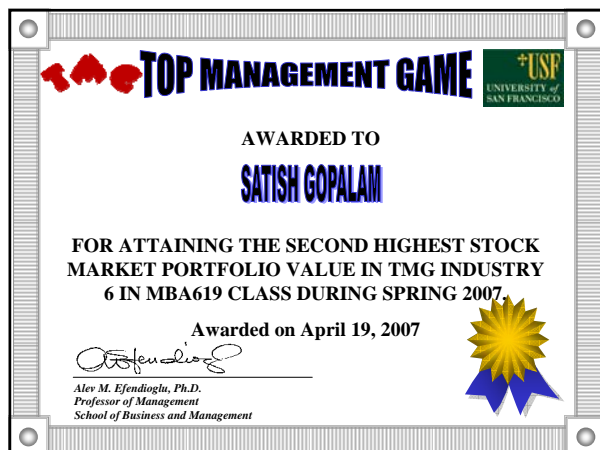 TMG TOP MANAGEMENT GAME
USF
UNIVERSITY of
SAN FRANCISCO
AWARDED TO
SATISH GOPALAM
FOR ATTAINING THE SECOND HIGHEST STOCK
MARKET PORTFOLIO VALUE IN TMG INDUSTRY
6 IN MBA619 CLASS DURING SPRING 2007.
Awarded on April 19, 2007
AEfendioglu
Alev M. Efendioglu, Ph.D.
Professor of Management
School of Business and Management